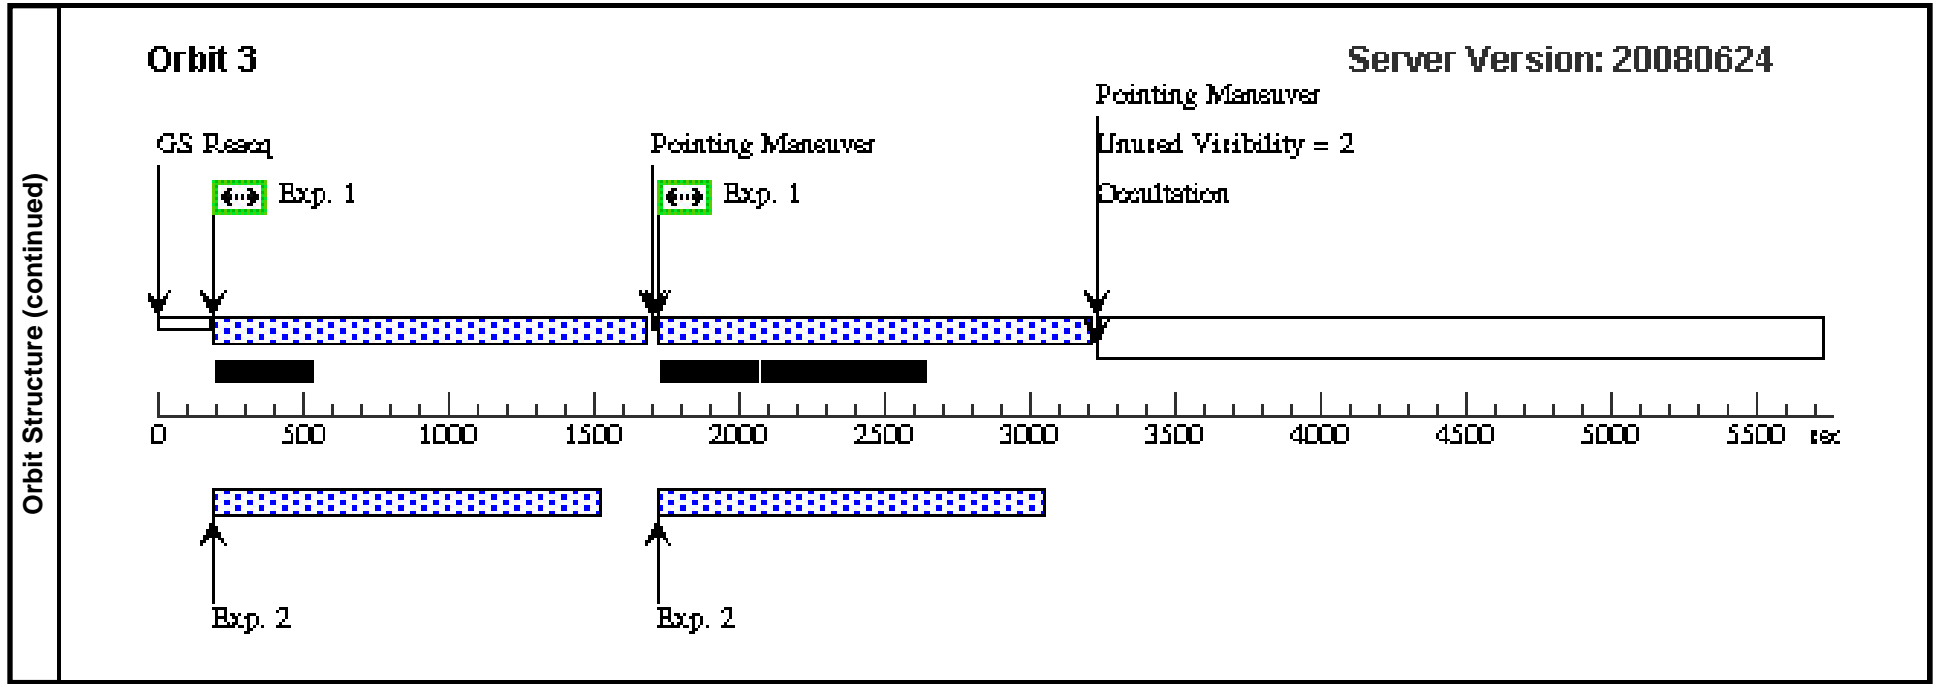 Orbit Structure (continued)
Orbit 3
Server Version: 20080624
Pointing Maneuver
GS Reacq
Pointing Maneuver
Unused Visibility = 2
Exp. 1
Exp. 1
Occultation
0 500 1000 1500 2000 2500 3000 3500 4000 4500 5000 5500 sec
Exp. 2
Exp. 2